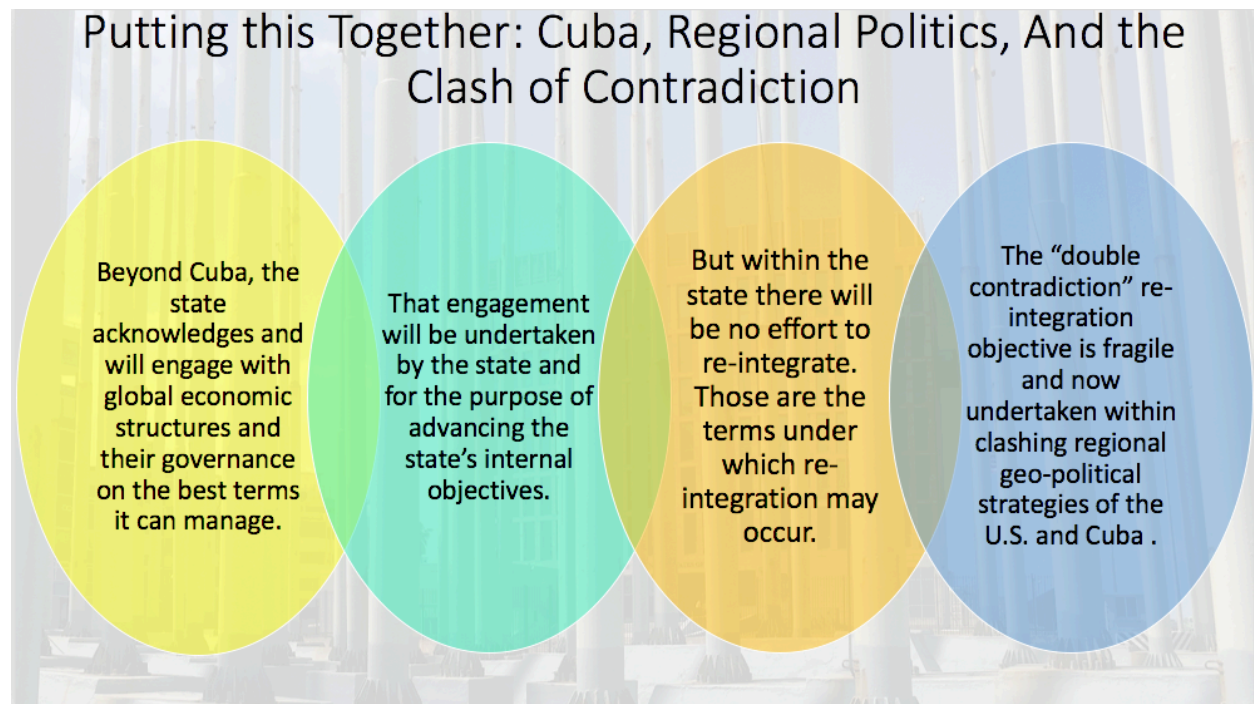 Putting this Together: Cuba, Regional Politics, And the
Clash of Contradiction
Beyond Cuba, the
state
acknowledges and
will engage with
global economic
structures and
their governance
on the best terms
it can manage.
That engagement
will be undertaken
by the state and
for the purpose of
advancing the
state’s internal
objectives.
But within the
state there will
be no effort to
re-integrate.
Those are the
terms under
which re-
integration may
occur.
The “double
contradiction” re-
integration
objective is fragile
and now
undertaken within
clashing regional
geo-political
strategies of the
U.S. and Cuba .